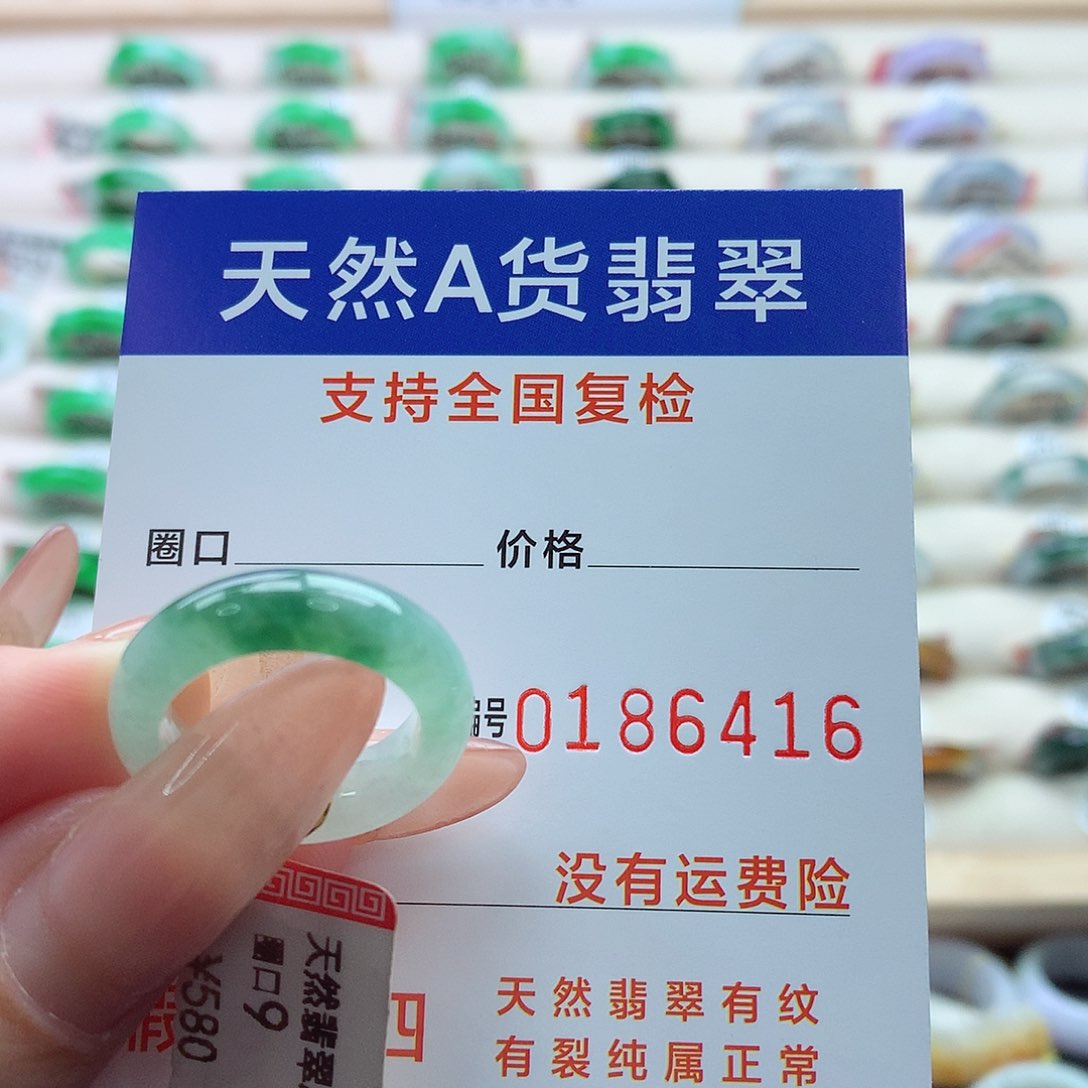 天然A货翡翠
支持全国复检
圈口 价格
编号0186416
没有运费险
天然翡翠有纹
有裂纯属正常
天然翡翠
圈口9
¥580